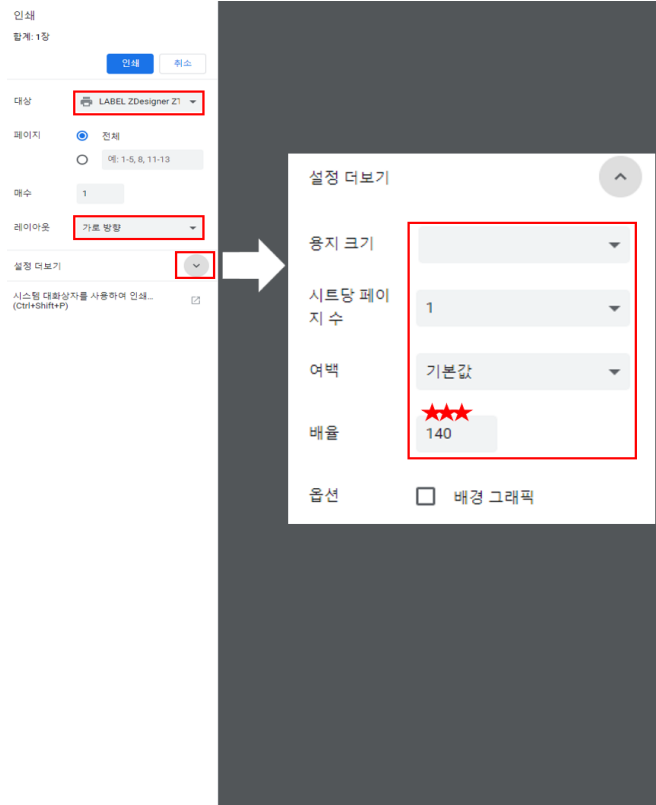 인쇄
합계: 1장
인쇄
취소
대상
LABEL ZDesigner ZT
페이지
전체
예: 1-5, 8, 11-13
매수
1
레이아웃
가로 방향
설정 더보기
시스템 대화상자를 사용하여 인쇄...
(Ctrl+Shift+P)
설정 더보기
용지 크기
시트당 페이
지 수
1
여백
기본값
★★★
배율
140
옵션
배경 그래픽